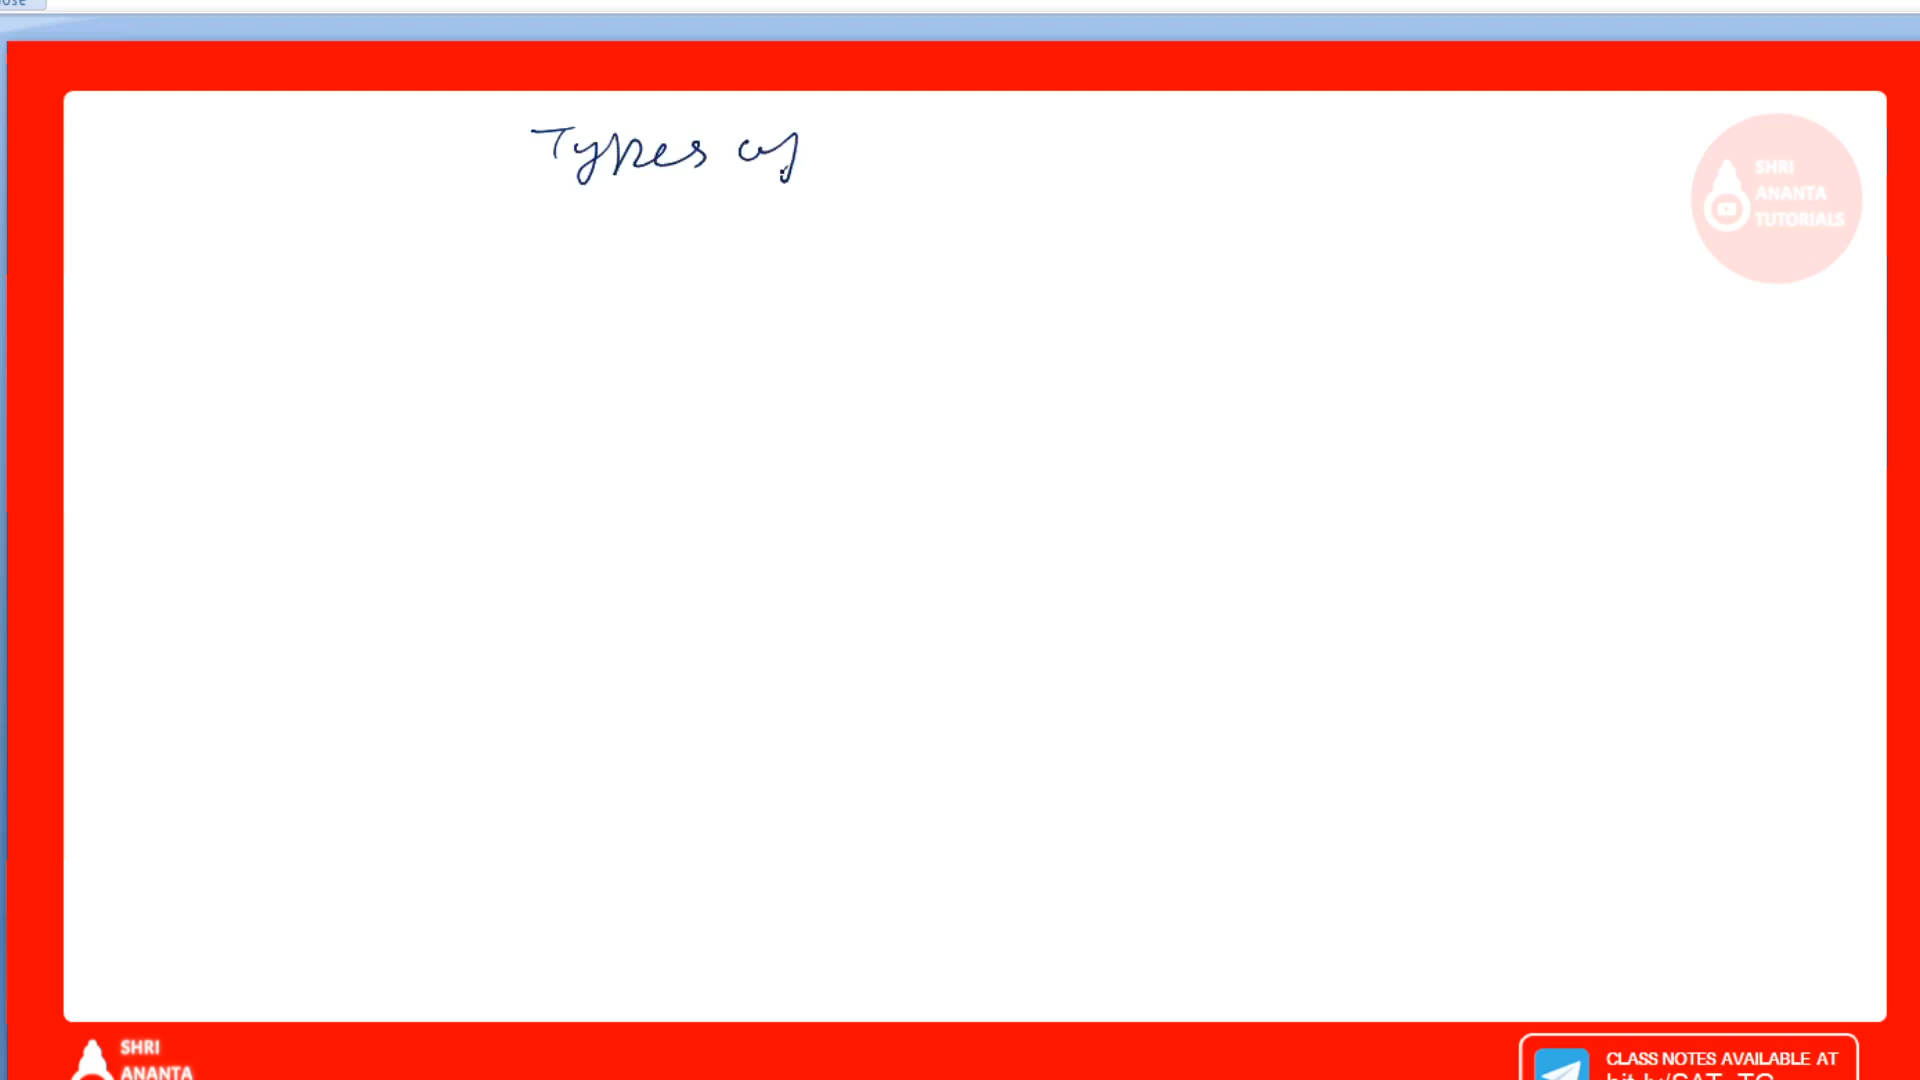 Types of
SHRI
ANANTA
TUTORIALS
SHRI
ANANTA
CLASS NOTES AVAILABLE AT